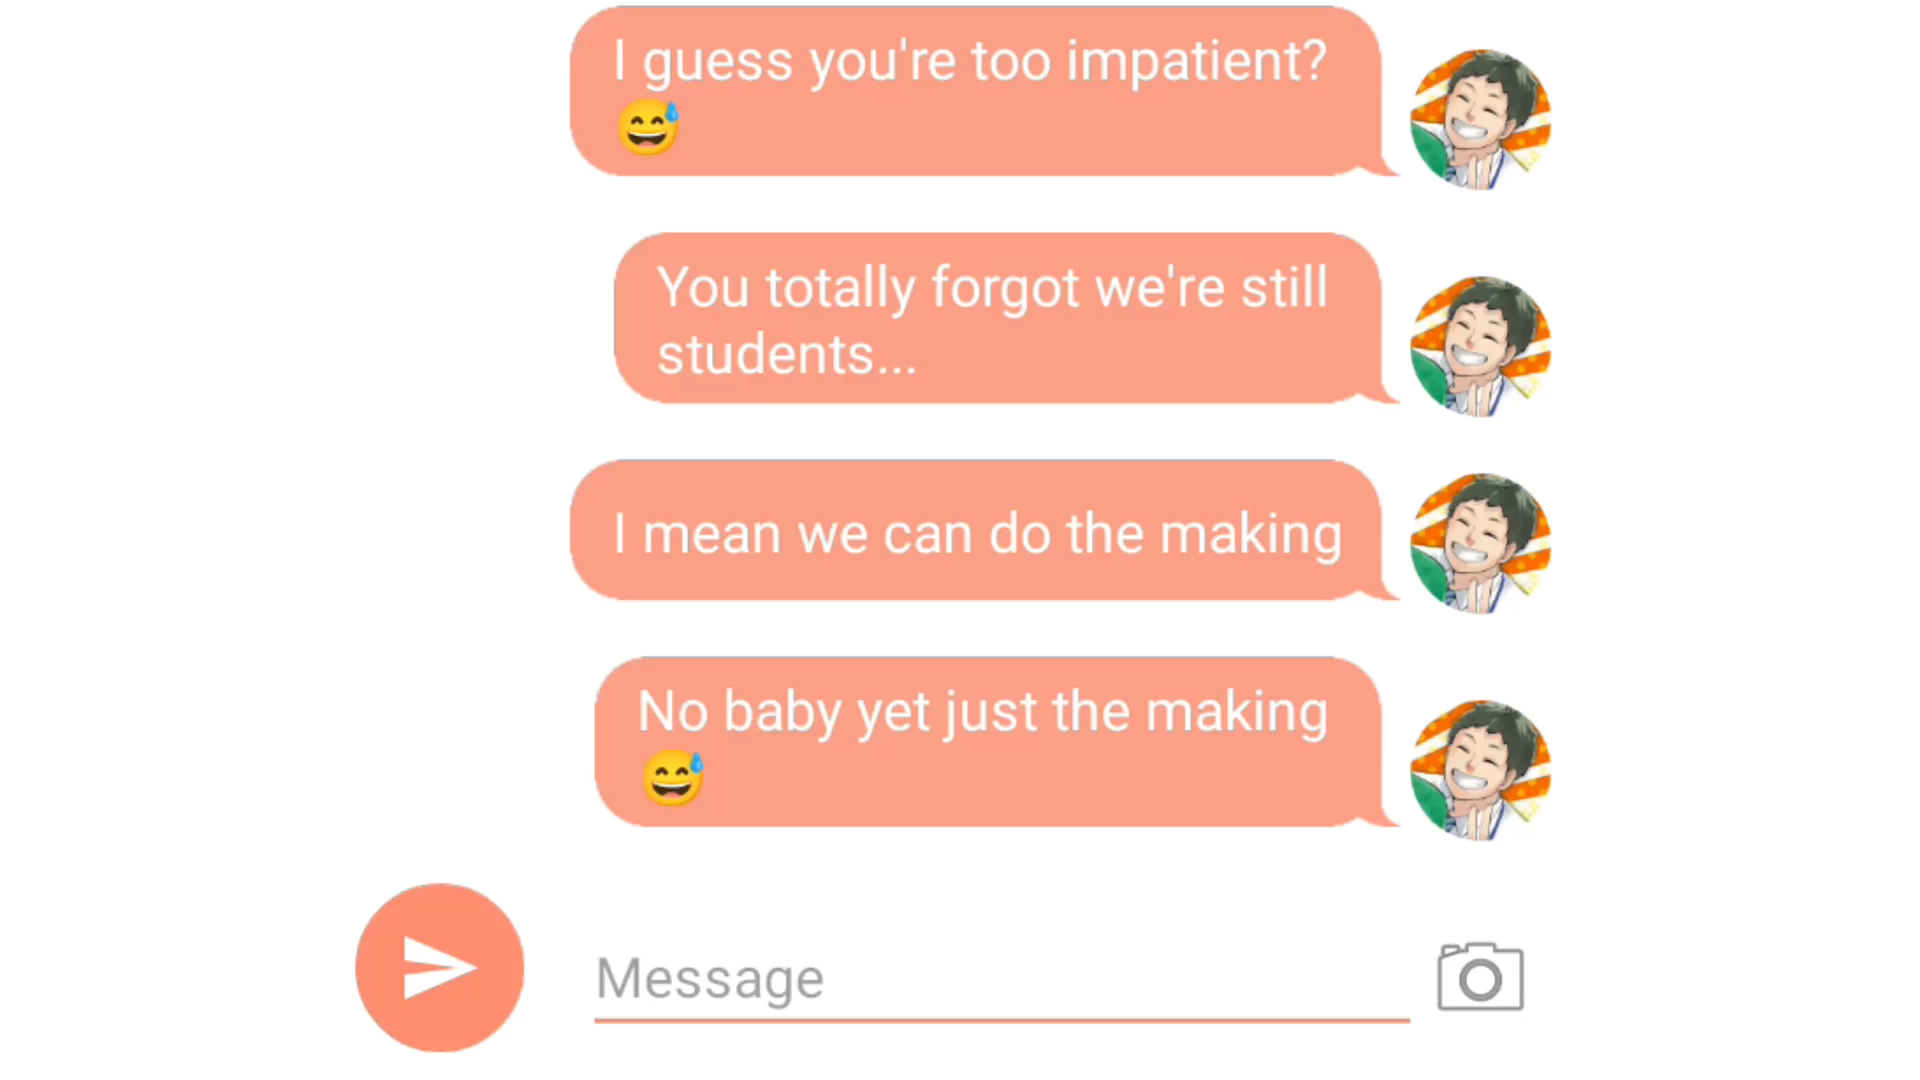 I guess you're too impatient?
😅
You totally forgot we're still
students...
I mean we can do the making
No baby yet just the making
😅
Message